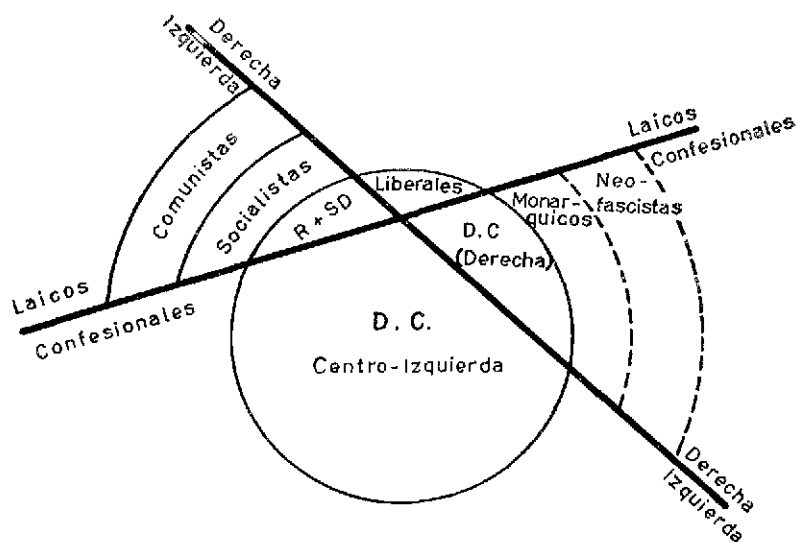 Derecha
Izquierda
Laicos
Confesionales
Comunistas
Socialistas
R + SD
Liberales
Monar-
quicos
Neo-
fascistas
D.C
(Derecha)
Laicos
Confesionales
D. C.
Centro-Izquierda
Derecha
Izquierda